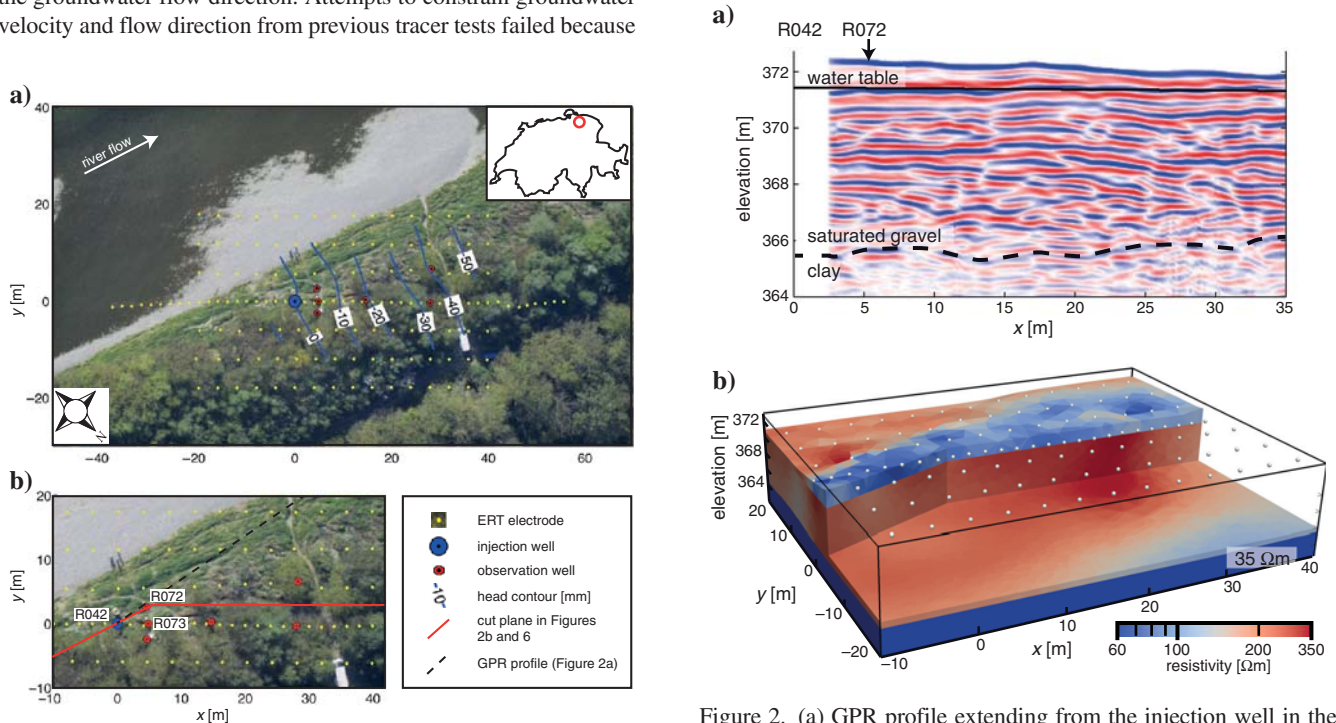 the groundwater flow direction. Attempts to constrain groundwater
velocity and flow direction from previous tracer tests failed because
a)
40
20
0
−20
y [m]
river flow
0
-10
-20
-30
-40
-50
N
−40 −20 0 20 40 60
b)
20
10
0
−10
y [m]
R042
R072
R073
−10 0 10 20 30 40
x [m]
ERT electrode
injection well
observation well
-10
head contour [mm]
cut plane in Figures
2b and 6
GPR profile (Figure 2a)
a)
R042 R072
372
370
368
366
364
elevation [m]
water table
saturated gravel
clay
0 5 10 15 20 25 30 35
x [m]
b)
elevation [m]
372
368
364
20
10
0
−10
−20
y [m]
−10
0
10
20
30
40
x [m]
35 Ωm
60 100 200 350
resistivity [Ωm]
Figure 2. (a) GPR profile extending from the injection well in the